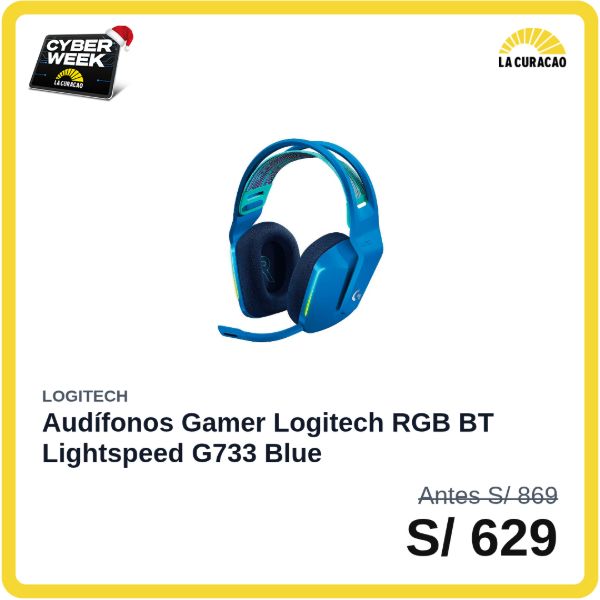 CYBER
WEEK
LA CURACAO
LA CURACAO
LOGITECH
Audífonos Gamer Logitech RGB BT
Lightspeed G733 Blue
Antes S/ 869
S/ 629